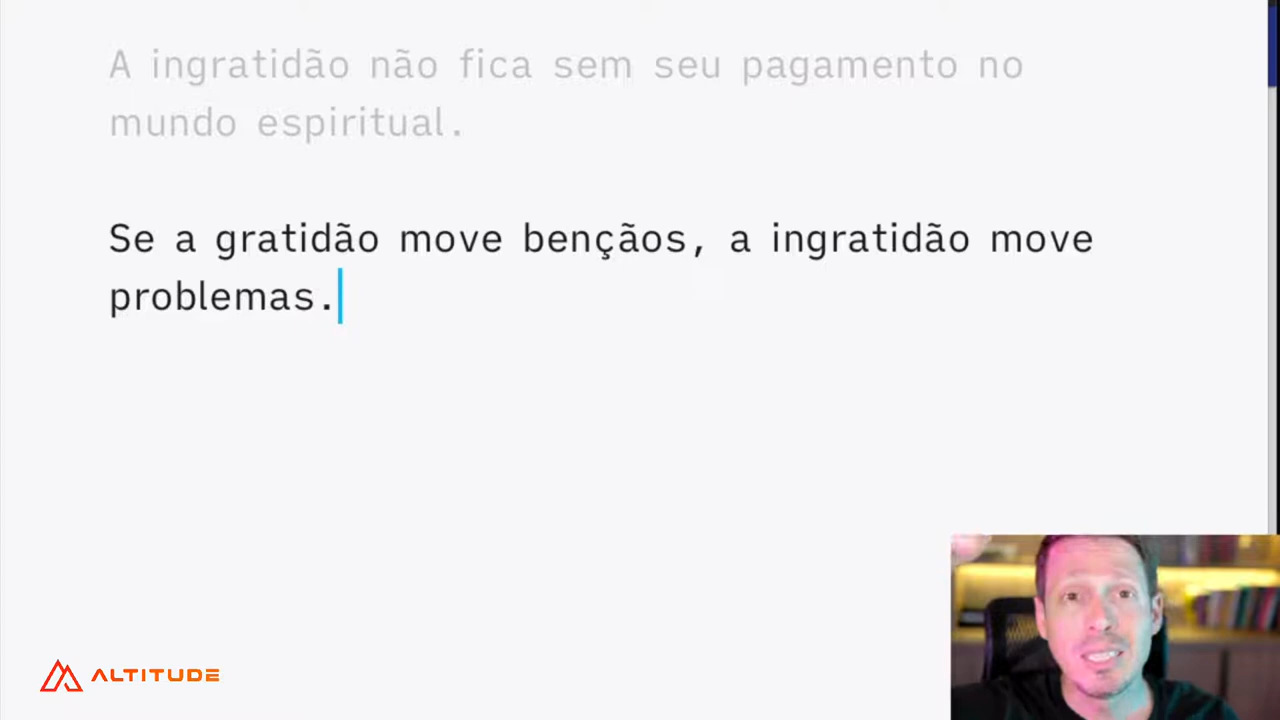 A ingratidão não fica sem seu pagamento no
mundo espiritual.
Se a gratidão move bençãos, a ingratidão move
problemas.
ALTITUDE